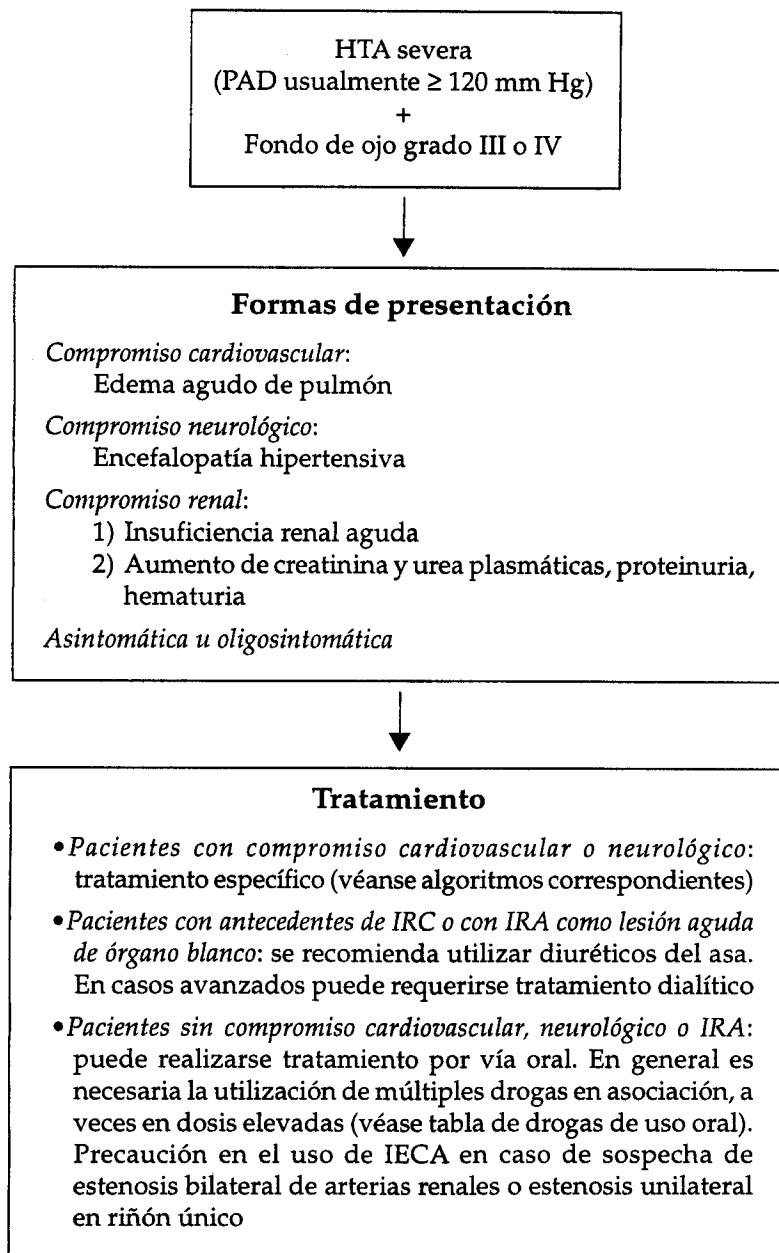 HTA severa
(PAD usualmente ≥ 120 mm Hg)
+
Fondo de ojo grado III o IV
Formas de presentación
Compromiso cardiovascular:
Edema agudo de pulmón
Compromiso neurológico:
Encefalopatía hipertensiva
Compromiso renal:
1) Insuficiencia renal aguda
2) Aumento de creatinina y urea plasmáticas, proteinuria,
hematuria
Asintomática u oligosintomática
Tratamiento
•Pacientes con compromiso cardiovascular o neurológico:
tratamiento específico (véanse algoritmos correspondientes)
•Pacientes con antecedentes de IRC o con IRA como lesión aguda
de órgano blanco: se recomienda utilizar diuréticos del asa.
En casos avanzados puede requerirse tratamiento dialítico
•Pacientes sin compromiso cardiovascular, neurológico o IRA:
puede realizarse tratamiento por vía oral. En general es
necesaria la utilización de múltiples drogas en asociación, a
veces en dosis elevadas (véase tabla de drogas de uso oral).
Precaución en el uso de IECA en caso de sospecha de
estenosis bilateral de arterias renales o estenosis unilateral
en riñón único